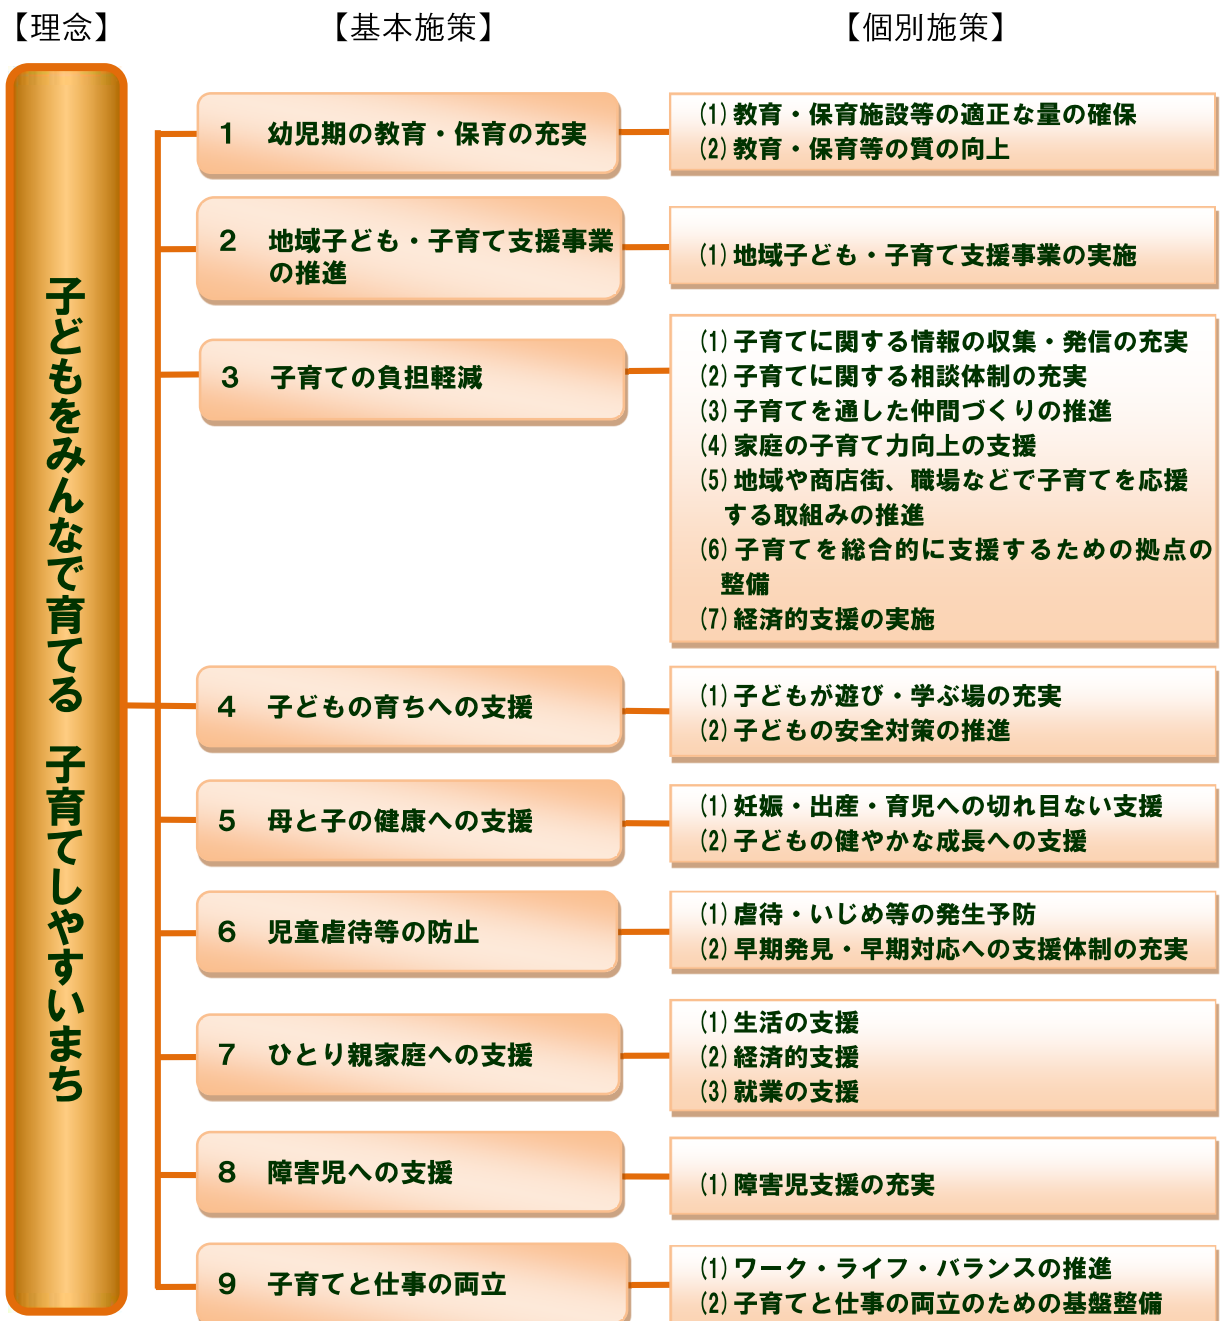 【理念】
【基本施策】
【個別施策】
子どもをみんなで育てる　子育てしやすいまち
1　幼児期の教育・保育の充実
(1) 教育・保育施設等の適正な量の確保
(2) 教育・保育等の質の向上
2　地域子ども・子育て支援事業
の推進
(1) 地域子ども・子育て支援事業の実施
3　子育ての負担軽減
(1) 子育てに関する情報の収集・発信の充実
(2) 子育てに関する相談体制の充実
(3) 子育てを通した仲間づくりの推進
(4) 家庭の子育て力向上の支援
(5) 地域や商店街、職場などで子育てを応援
する取組みの推進
(6) 子育てを総合的に支援するための拠点の
整備
(7) 経済的支援の実施
4　子どもの育ちへの支援
(1) 子どもが遊び・学ぶ場の充実
(2) 子どもの安全対策の推進
5　母と子の健康への支援
(1) 妊娠・出産・育児への切れ目ない支援
(2) 子どもの健やかな成長への支援
6　児童虐待等の防止
(1) 虐待・いじめ等の発生予防
(2) 早期発見・早期対応への支援体制の充実
7　ひとり親家庭への支援
(1) 生活の支援
(2) 経済的支援
(3) 就業の支援
8　障害児への支援
(1) 障害児支援の充実
9　子育てと仕事の両立
(1) ワーク・ライフ・バランスの推進
(2) 子育てと仕事の両立のための基盤整備